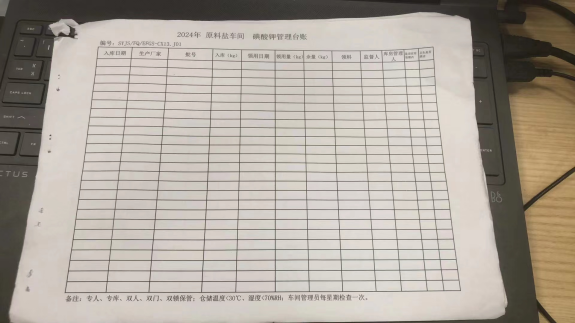 2024年 原料盐车间 碘酸钾管理台账
编号：
入库日期 生产厂家 批号 入库（kg） 领用日期 领用量（kg） 余量（kg） 领料 监督人 库房管理人
备注：专人、专库、双人、双门、双锁保管；仓储温度<30℃、湿度<70%RH；车间管理员每星期检查一次。